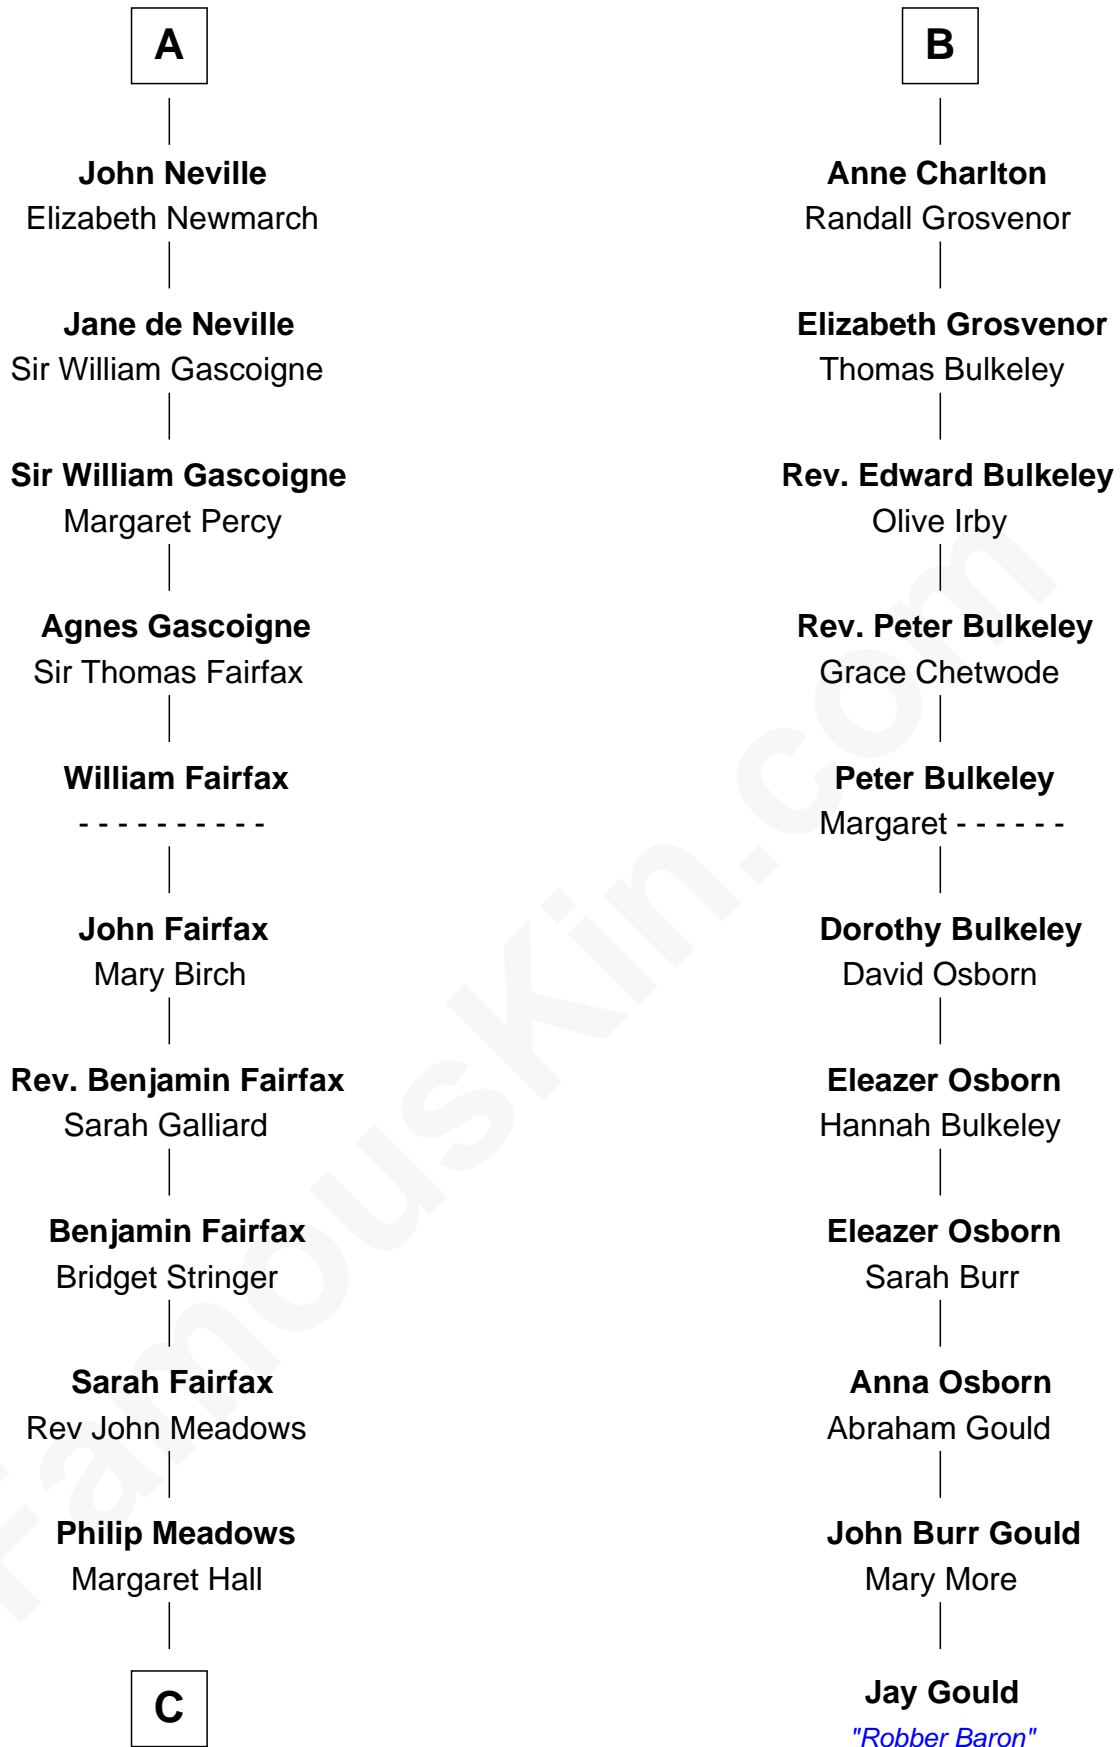 A
John Neville
Elizabeth Newmarch
Jane de Neville
Sir William Gascoigne
Sir William Gascoigne
Margaret Percy
Agnes Gascoigne
Sir Thomas Fairfax
William Fairfax
- - - - - - - - - -
John Fairfax
Mary Birch
Rev. Benjamin Fairfax
Sarah Galliard
Benjamin Fairfax
Bridget Stringer
Sarah Fairfax
Rev John Meadows
Philip Meadows
Margaret Hall
C
B
Anne Charlton
Randall Grosvenor
Elizabeth Grosvenor
Thomas Bulkeley
Rev. Edward Bulkeley
Olive Irby
Rev. Peter Bulkeley
Grace Chetwode
Peter Bulkeley
Margaret - - - - - -
Dorothy Bulkeley
David Osborn
Eleazer Osborn
Hannah Bulkeley
Eleazer Osborn
Sarah Burr
Anna Osborn
Abraham Gould
John Burr Gould
Mary More
Jay Gould
"Robber Baron"
FamousKin.com